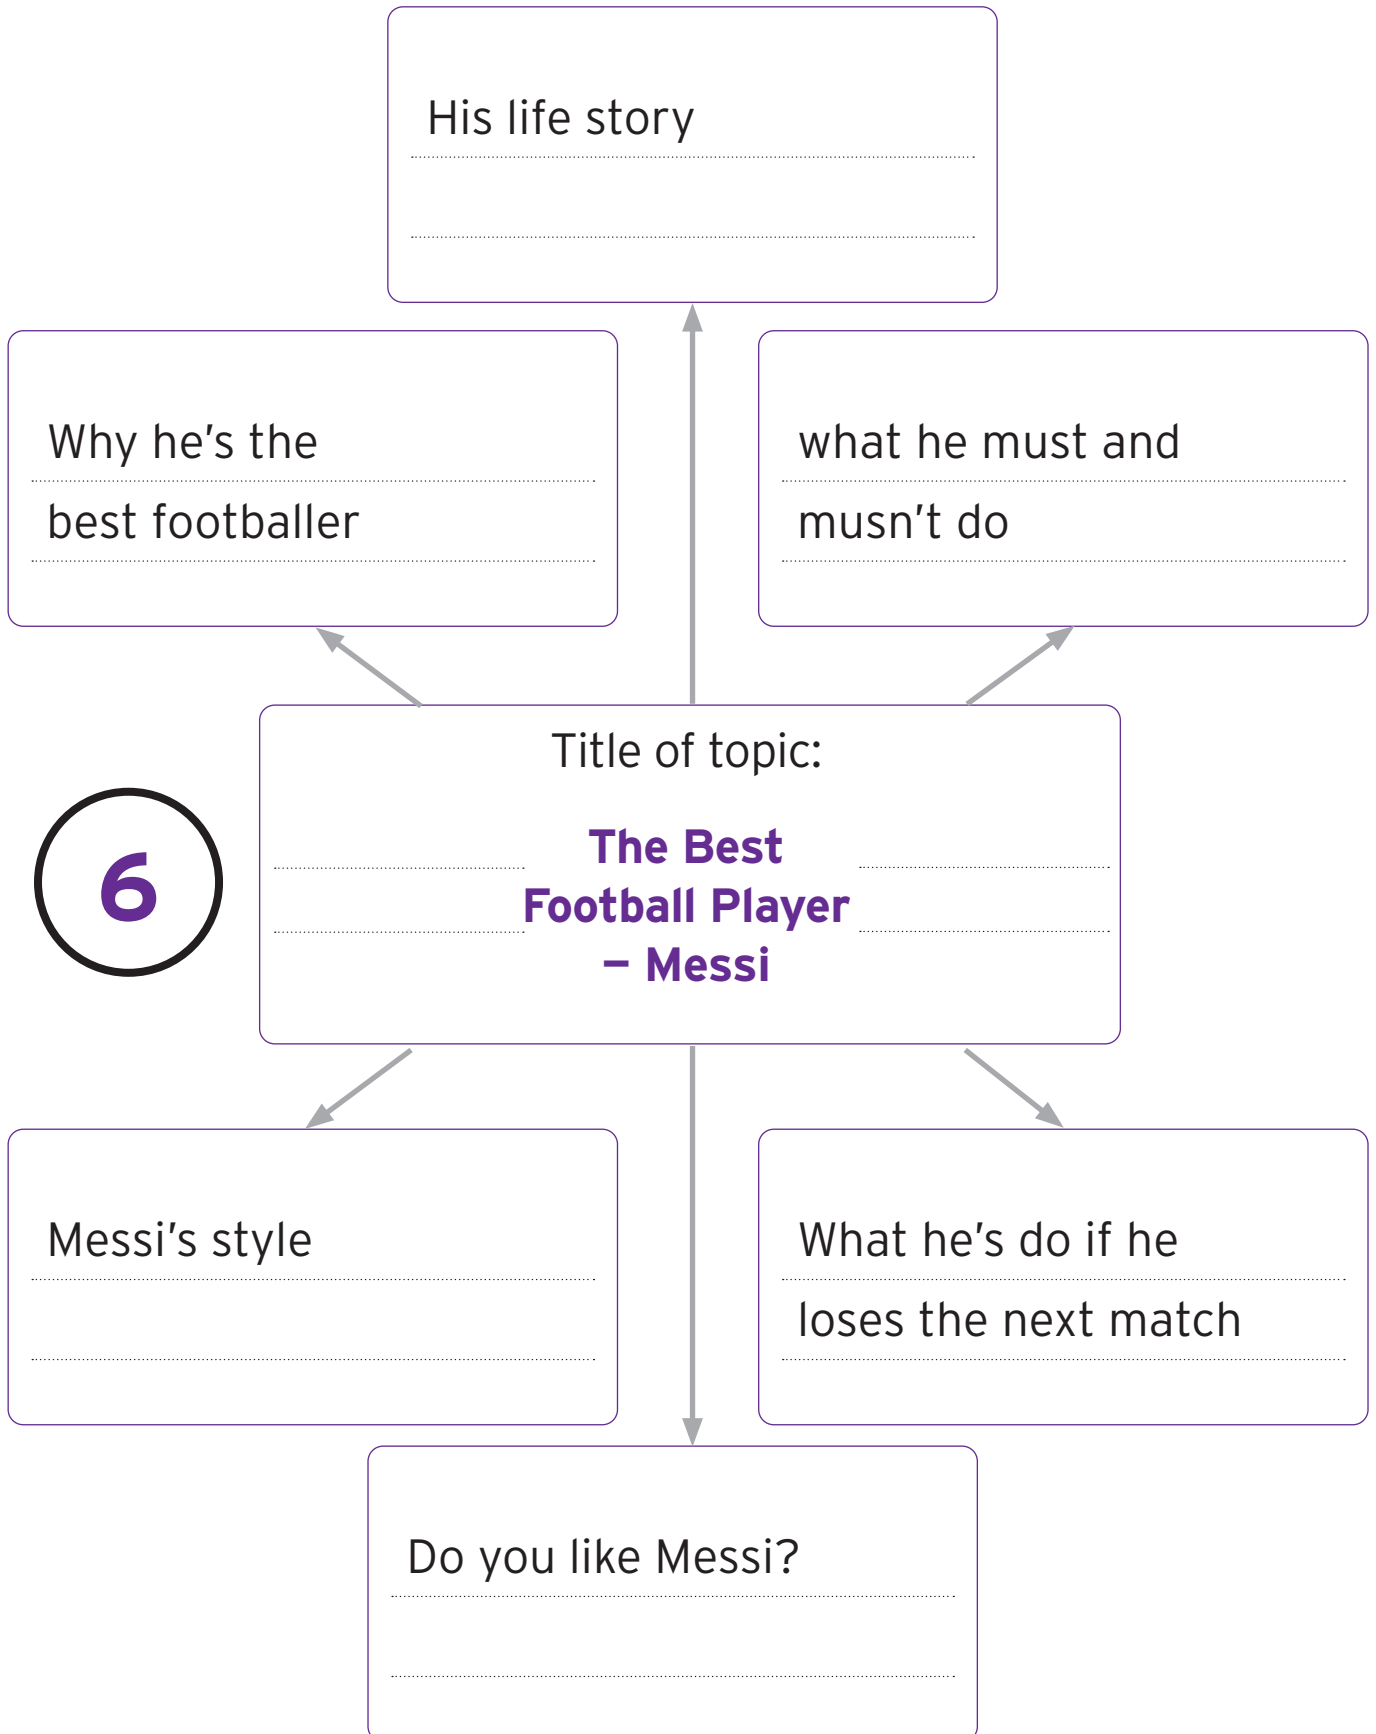 His life story
Why he's the
best footballer
what he must and
musn't do
Title of topic:
The Best
Football Player
– Messi
6
Messi's style
What he's do if he
loses the next match
Do you like Messi?